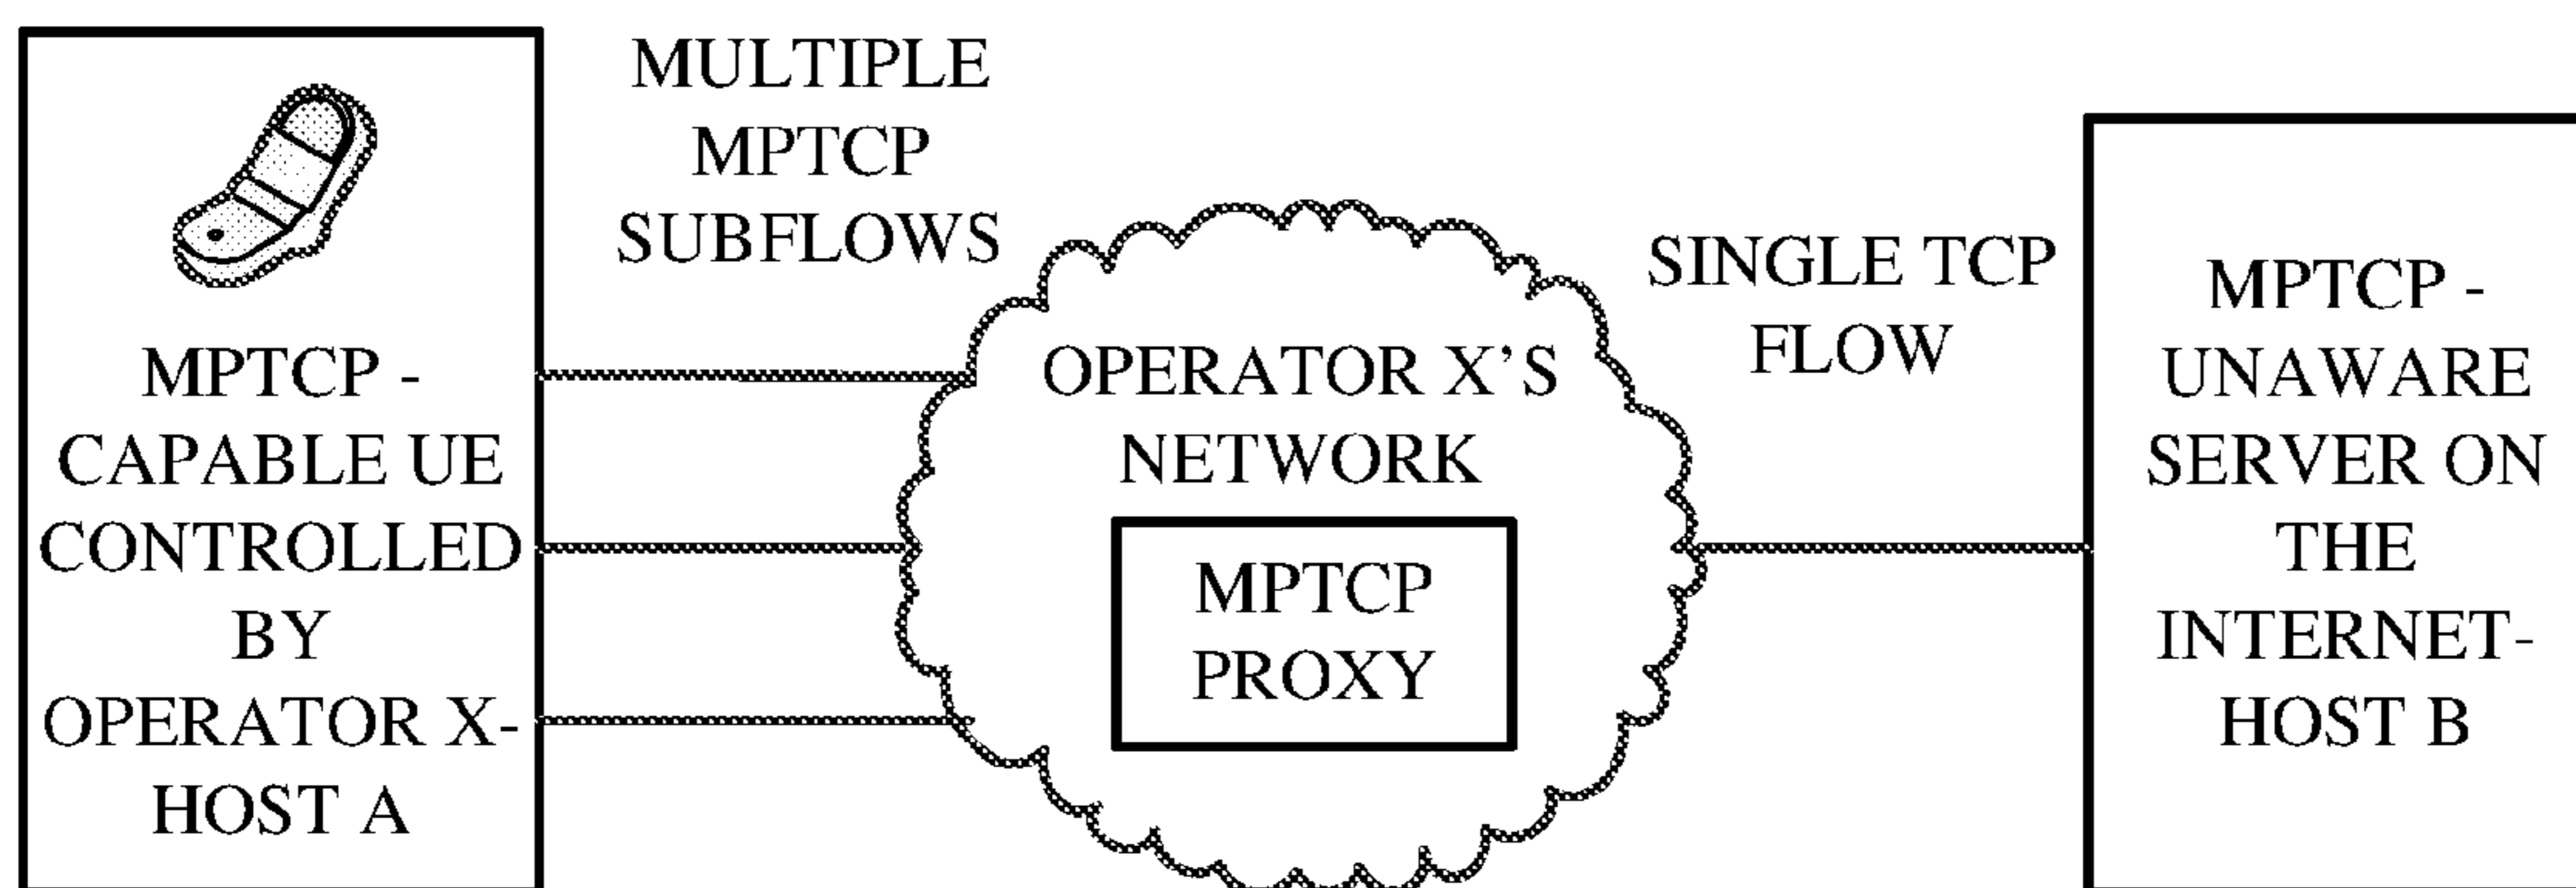 MPTCP -
CAPABLE UE
CONTROLLED
BY
OPERATOR X-
HOST A
MULTIPLE
MPTCP
SUBFLOWS
OPERATOR X'S
NETWORK
MPTCP
PROXY
SINGLE TCP
FLOW
MPTCP -
UNAWARE
SERVER ON
THE
INTERNET-
HOST B